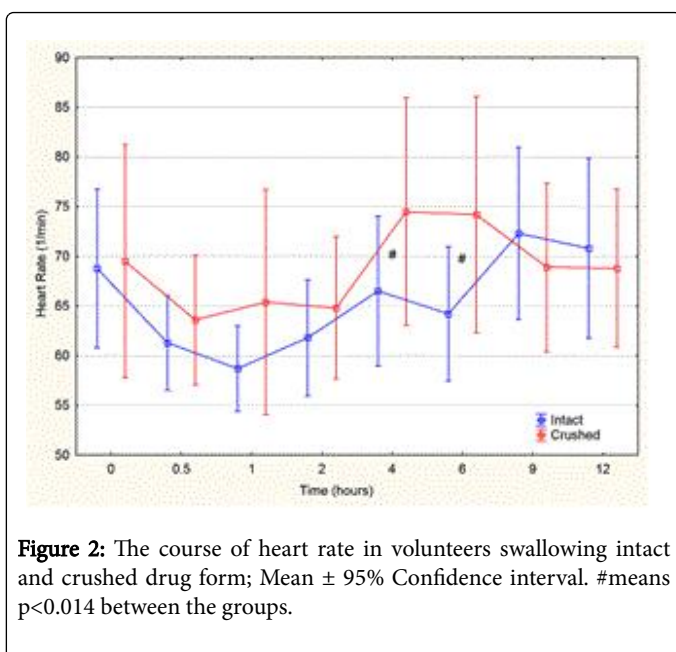 90
85
80
75
70
65
60
55
50
Heart Rate (1/min)
#
#
Intact
Crushed
0 0.5 1 2 4 6 9 12
Time (hours)
Figure 2: The course of heart rate in volunteers swallowing intact
and crushed drug form; Mean ± 95% Confidence interval. #means
p<0.014 between the groups.